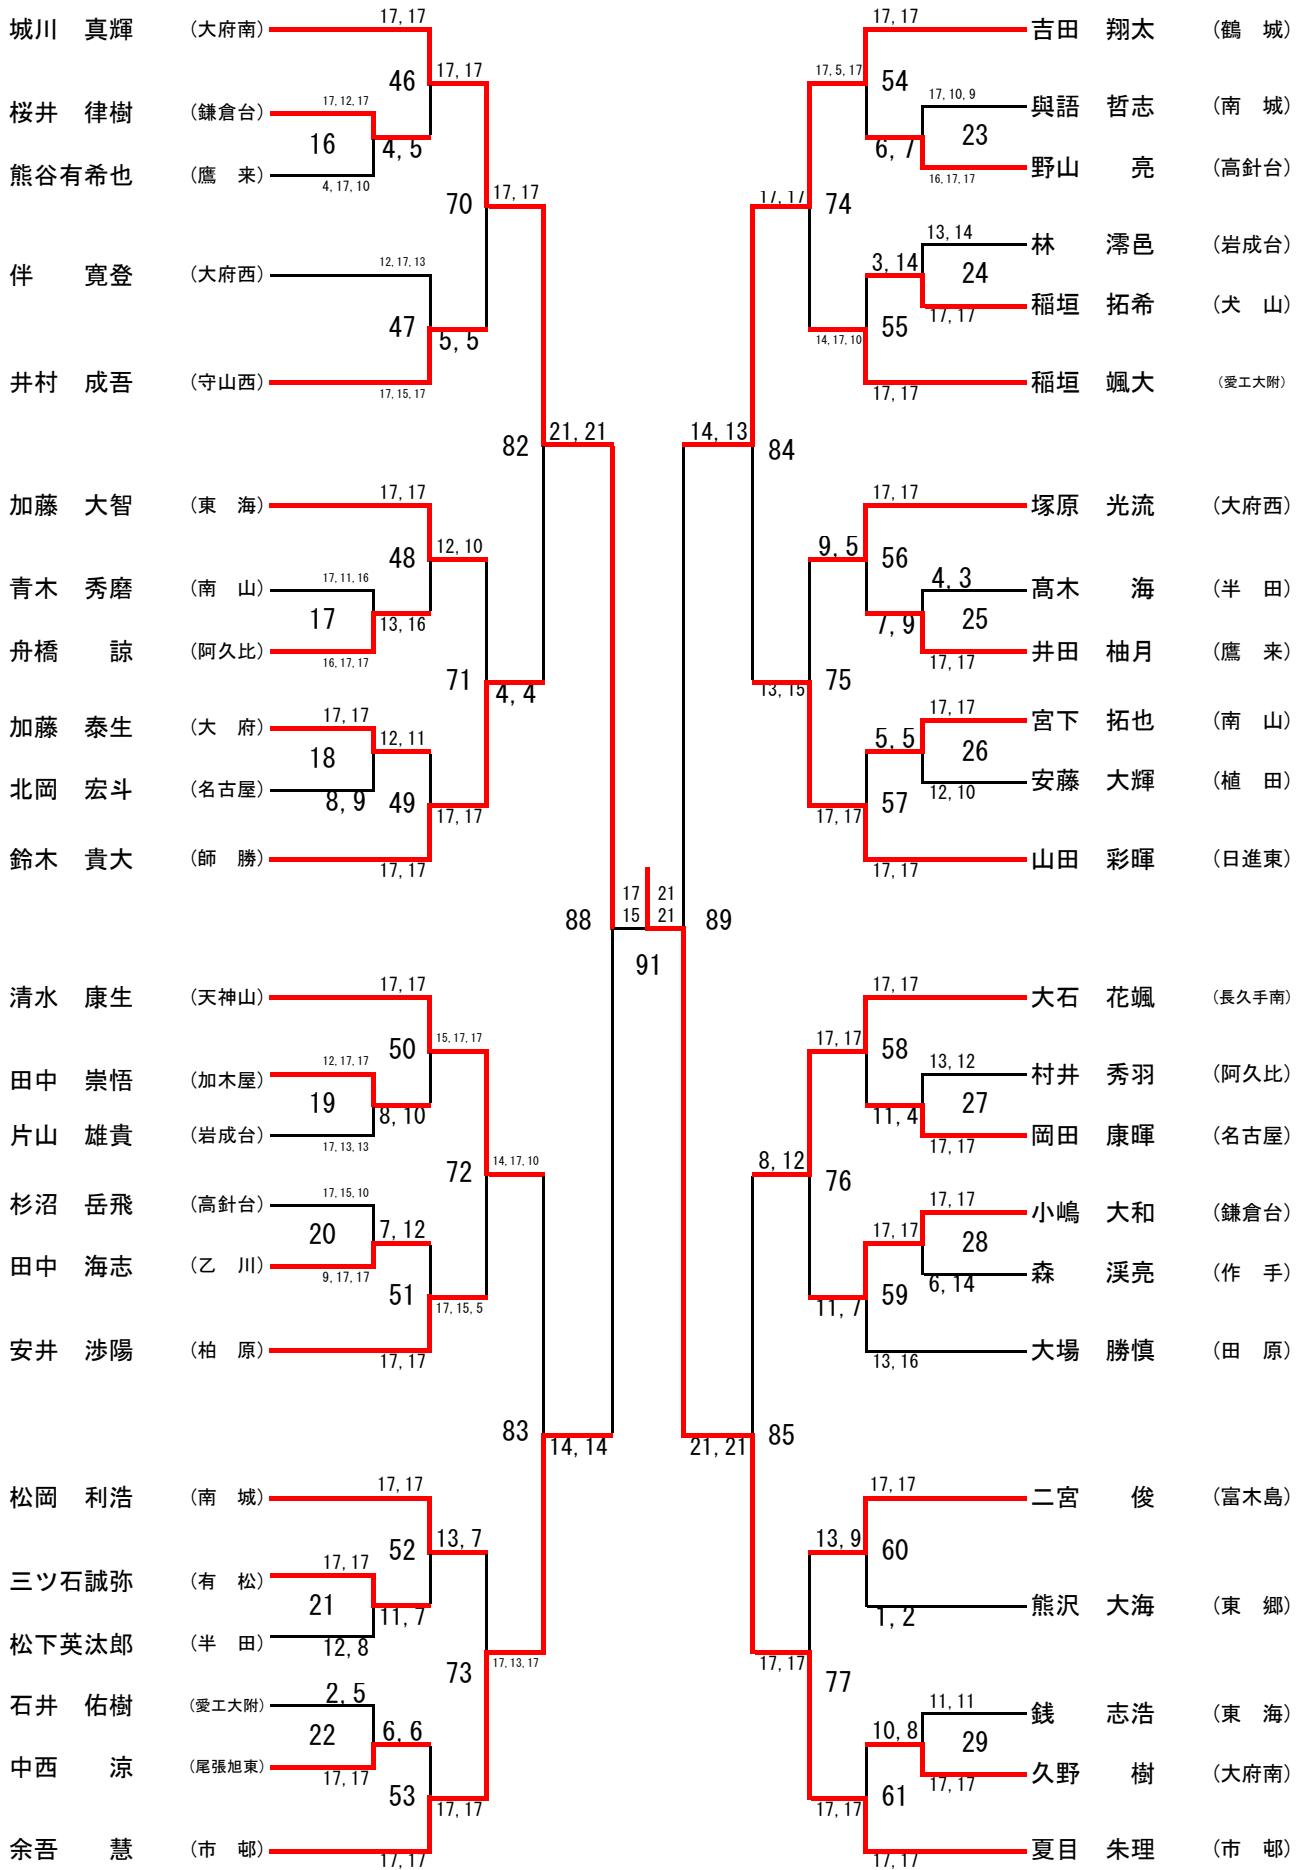 城川　真輝 (大府南) 17, 17
46 17, 17
桜井　律樹 (鎌倉台) 17, 12, 17
16 4, 5
熊谷有希也 (鷹　来) 4, 17, 10
70 17, 17
伴　　寛登 (大府西) 12, 17, 13
47 5, 5
井村　成吾 (守山西) 17, 15, 17
82 21, 21
加藤　大智 (東　海) 17, 17
48 12, 10
青木　秀磨 (南　山) 17, 11, 16
17 13, 16
舟橋　　諒 (阿久比) 16, 17, 17
71 4, 4
加藤　泰生 (大　府) 17, 17
18 12, 11
北岡　宏斗 (名古屋) 8, 9
49 17, 17
鈴木　貴大 (師　勝) 17, 17
88
17 21
15 21
89
91
清水　康生 (天神山) 17, 17
50 15, 17, 17
田中　崇悟 (加木屋) 12, 17, 17
19 8, 10
片山　雄貴 (岩成台) 17, 13, 13
72 14, 17, 10
杉沼　岳飛 (高針台) 17, 15, 10
20 7, 12
田中　海志 (乙　川) 9, 17, 17
51 17, 15, 5
安井　渉陽 (柏　原) 17, 17
83 14, 14
松岡　利浩 (南　城) 17, 17
52 13, 7
三ツ石誠弥 (有　松) 17, 17
21 11, 7
松下英汰郎 (半　田) 12, 8
73 17, 13, 17
石井　佑樹 (愛工大附) 2, 5
22 6, 6
中西　　涼 (尾張旭東) 17, 17
53 17, 17
余吾　　慧 (市　邨) 17, 17
17, 17 吉田　翔太 (鶴　城)
17, 5, 17 54
17, 10, 9 與語　哲志 (南　城)
6, 7 23
16, 17, 17 野山　　亮 (高針台)
17, 17 74
13, 14 林　　澪邑 (岩成台)
3, 14 24
17, 17 稲垣　拓希 (犬　山)
14, 17, 10 55
17, 17 稲垣　颯大 (愛工大附)
14, 13 84
17, 17 塚原　光流 (大府西)
9, 5 56
4, 3 髙木　　海 (半　田)
7, 9 25
17, 17 井田　柚月 (鷹　来)
13, 15 75
17, 17 宮下　拓也 (南　山)
5, 5 26
12, 10 安藤　大輝 (植　田)
17, 17 57
17, 17 山田　彩暉 (日進東)
17, 17 大石　花颯 (長久手南)
17, 17 58
13, 12 村井　秀羽 (阿久比)
11, 4 27
17, 17 岡田　康暉 (名古屋)
8, 12 76
17, 17 小嶋　大和 (鎌倉台)
17, 17 28
6, 14 森　　渓亮 (作　手)
11, 7 59
13, 16 大場　勝慎 (田　原)
21, 21 85
17, 17 二宮　　俊 (富木島)
13, 9 60
1, 2 熊沢　大海 (東　郷)
17, 17 77
11, 11 銭　　志浩 (東　海)
10, 8 29
17, 17 久野　　樹 (大府南)
17, 17 61
17, 17 夏目　朱理 (市　邨)